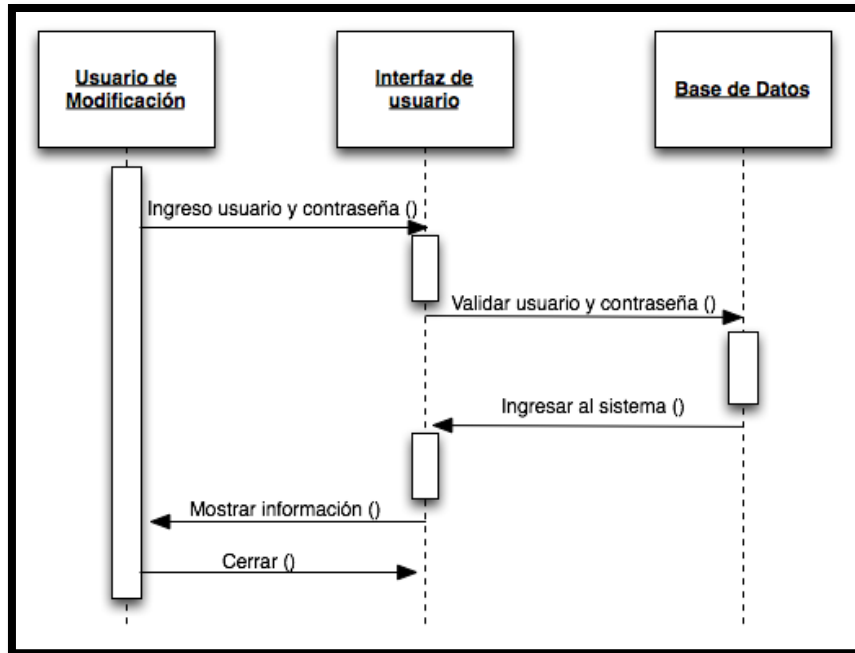 Usuario de
Modificación
Interfaz de
usuario
Base de Datos
Ingreso usuario y contraseña ()
Validar usuario y contraseña ()
Ingresar al sistema ()
Mostrar información ()
Cerrar ()